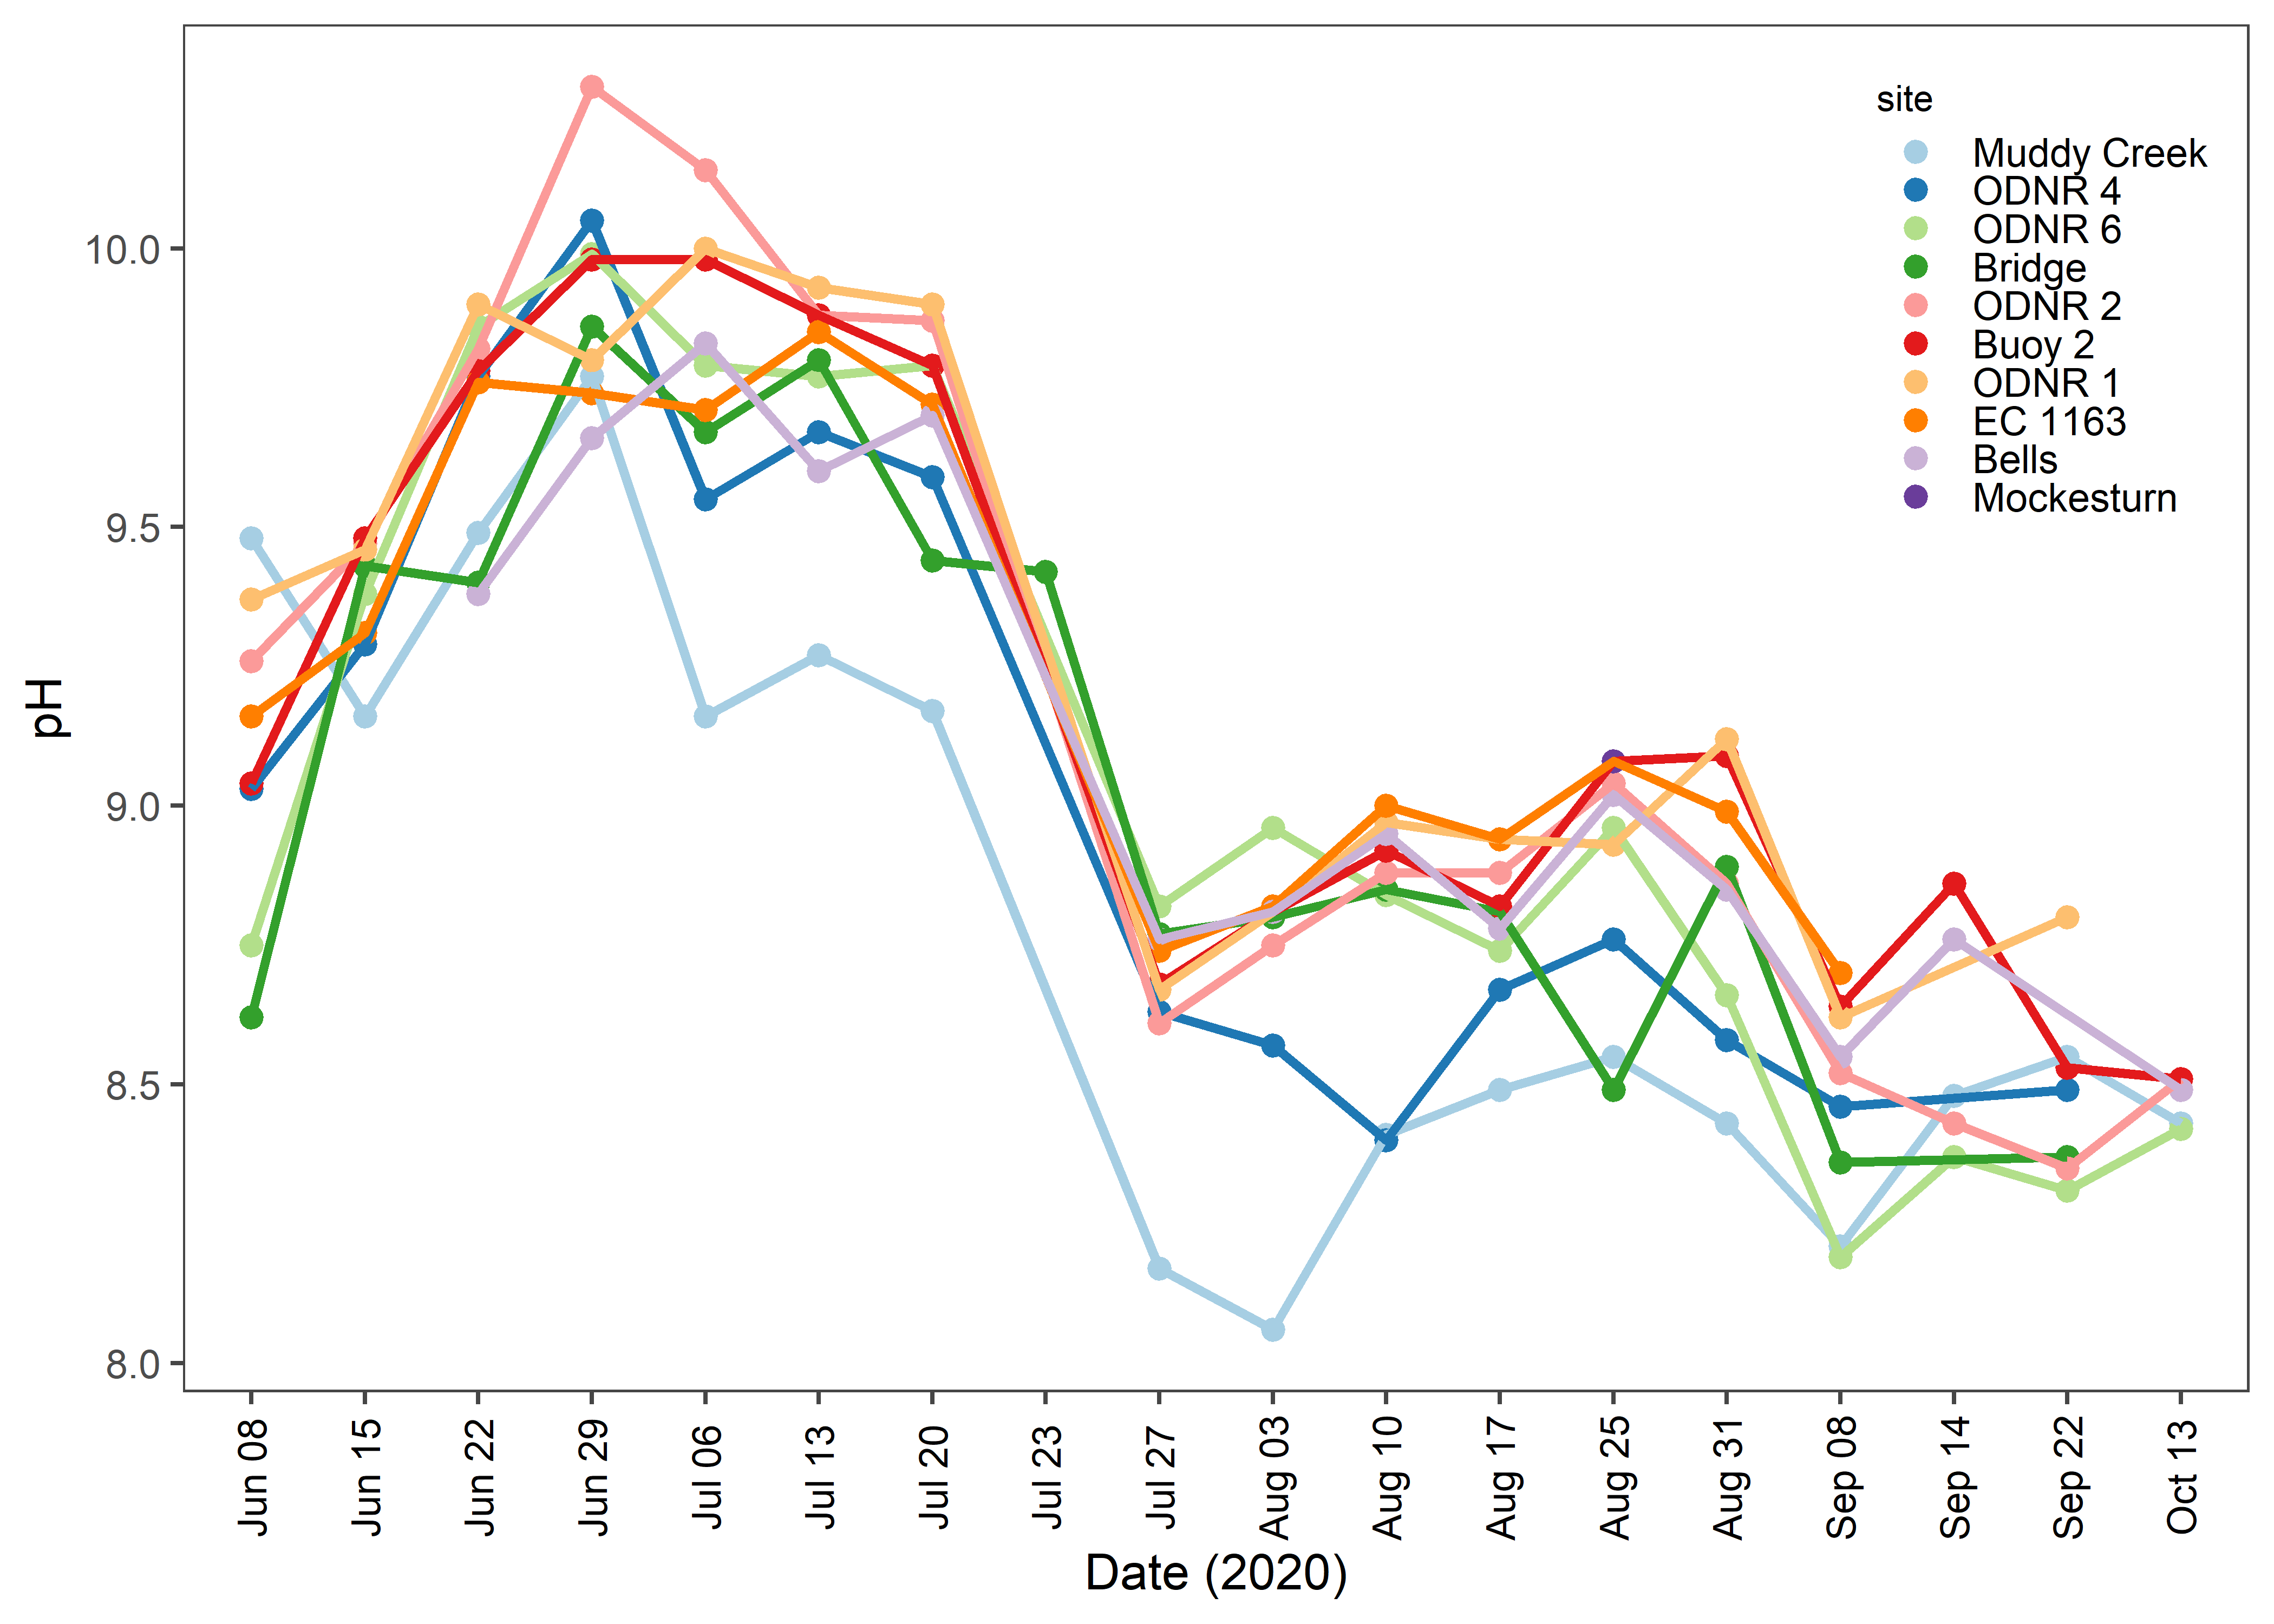 site
Muddy Creek
ODNR 4
ODNR 6
Bridge
ODNR 2
Buoy 2
ODNR 1
EC 1163
Bells
Mockesturn
pH
10.0
9.5
9.0
8.5
8.0
Jun 08
Jun 15
Jun 22
Jun 29
Jul 06
Jul 13
Jul 20
Jul 23
Jul 27
Aug 03
Aug 10
Aug 17
Aug 25
Aug 31
Sep 08
Sep 14
Sep 22
Oct 13
Date (2020)